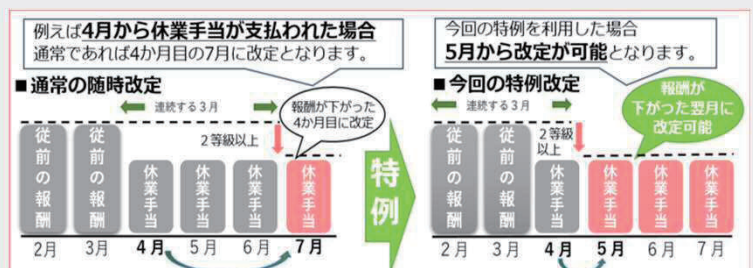 例えば4月から休業手当が支払われた場合
通常であれば4か月目の7月に改定となります。
■通常の随時改定
連続する3月
報酬が下がった
4か月目に改定
2等級以上
従前の報酬
従前の報酬
休業手当
休業手当
休業手当
休業手当
2月
3月
4月
5月
6月
7月
特例
今回の特例を利用した場合
5月から改定が可能となります。
■今回の特例改定
連続する3月
報酬が
下がった翌月に
改定可能
2等級
以上
従前の報酬
従前の報酬
休業手当
休業手当
休業手当
休業手当
2月
3月
4月
5月
6月
7月